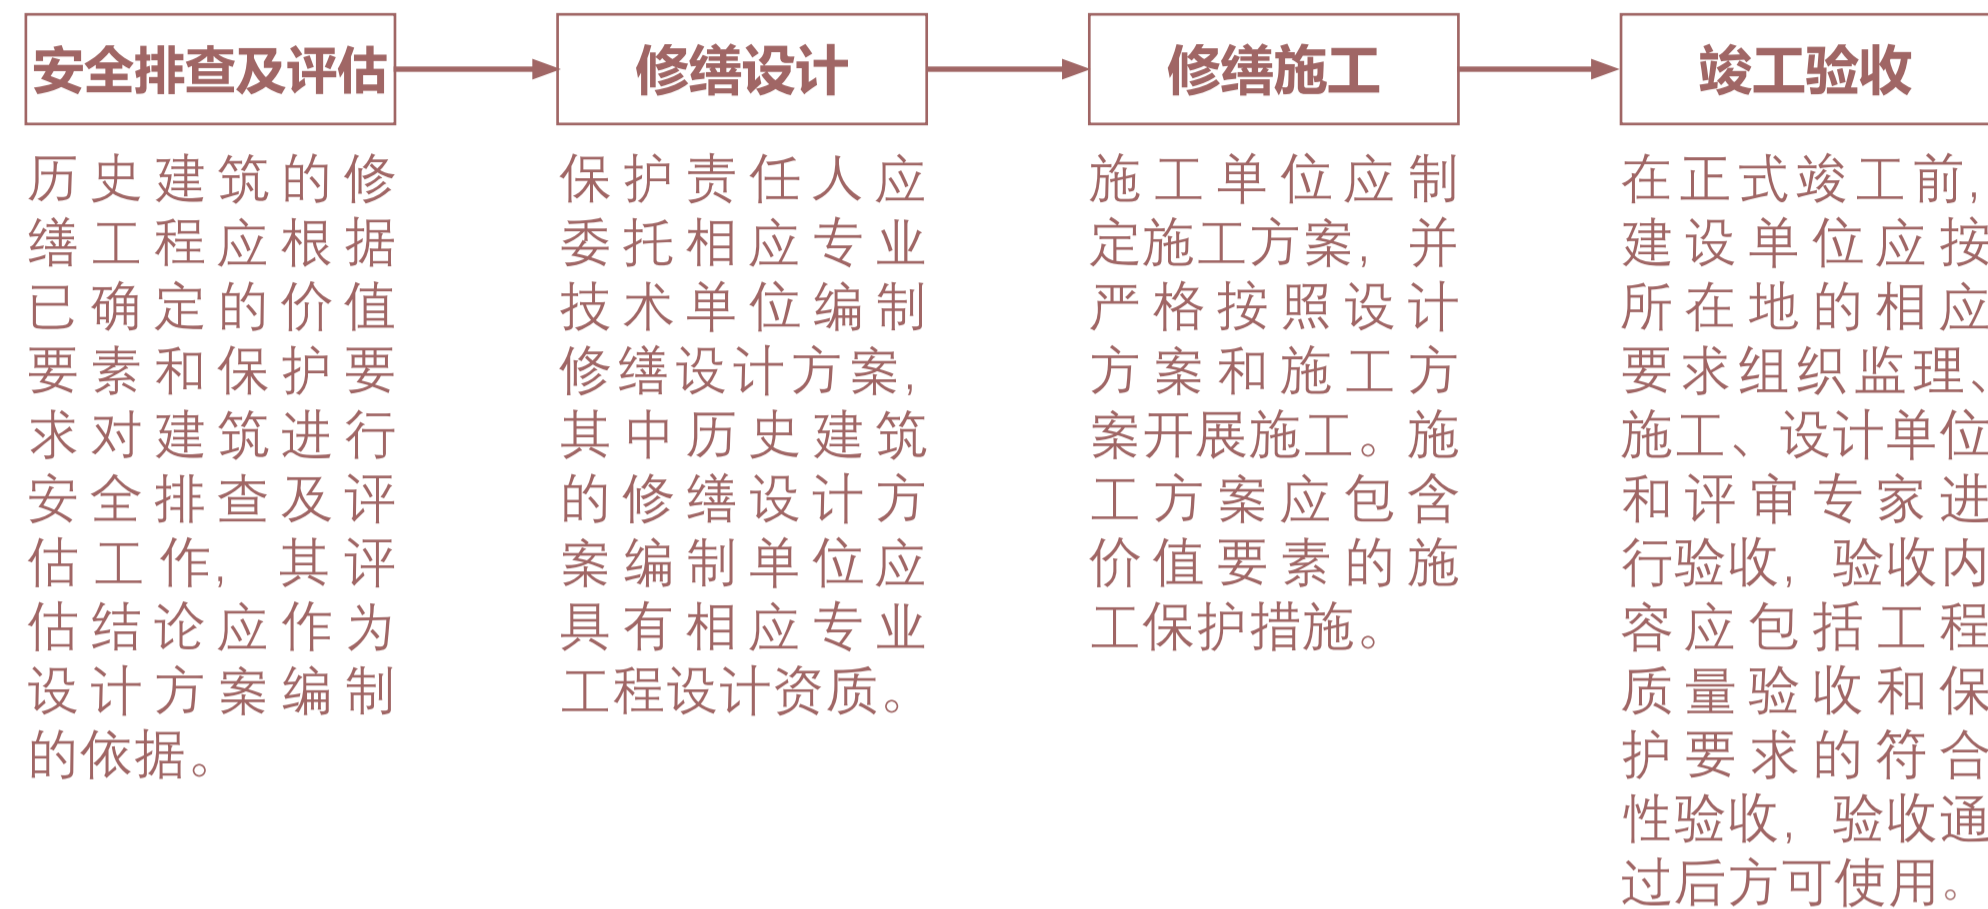 安全排查及评估
历史建筑的修
缮工程应根据
已确定的价值
要素和保护要
求对建筑进行
安全排查及评
估工作，其评
估结论应作为
设计方案编制
的依据。
修缮设计
保护责任人应
委托相应专业
技术单位编制
修缮设计方案，
其中历史建筑
的修缮设计方
案编制单位应
具有相应专业
工程设计资质。
修缮施工
施工单位应制
定施工方案，并
严格按照设计
方案和施工方
案开展施工。施
工方案应包含
价值要素的施
工保护措施。
竣工验收
在正式竣工前，
建设单位应按
所在地的相应
要求组织监理、
施工、设计单位
和评审专家进
行验收，验收内
容应包括工程
质量验收和保
护要求的符合
性验收，验收通
过后方可使用。